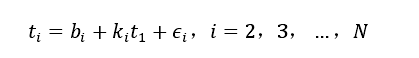 tᵢ = bᵢ + kᵢt₁ + ϵᵢ, i = 2, 3, …, N